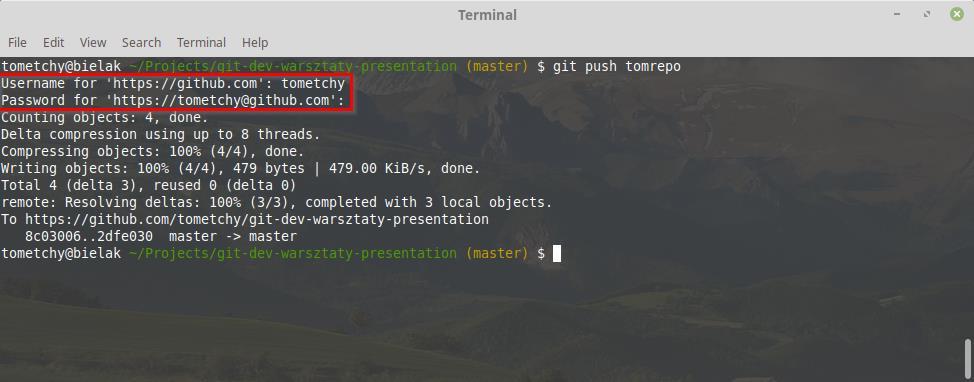 Terminal
File Edit View Search Terminal Help
tometchy@bielak ~/Projects/git-dev-warsztaty-presentation (master) $ git push tomrepo
Username for 'https://github.com': tometchy
Password for 'https://tometchy@github.com':
Counting objects: 4, done.
Delta compression using up to 8 threads.
Compressing objects: 100% (4/4), done.
Writing objects: 100% (4/4), 479 bytes | 479.00 KiB/s, done.
Total 4 (delta 3), reused 0 (delta 0)
remote: Resolving deltas: 100% (3/3), completed with 3 local objects.
To https://github.com/tometchy/git-dev-warsztaty-presentation
   8c03006..2dfe030  master -> master
tometchy@bielak ~/Projects/git-dev-warsztaty-presentation (master) $